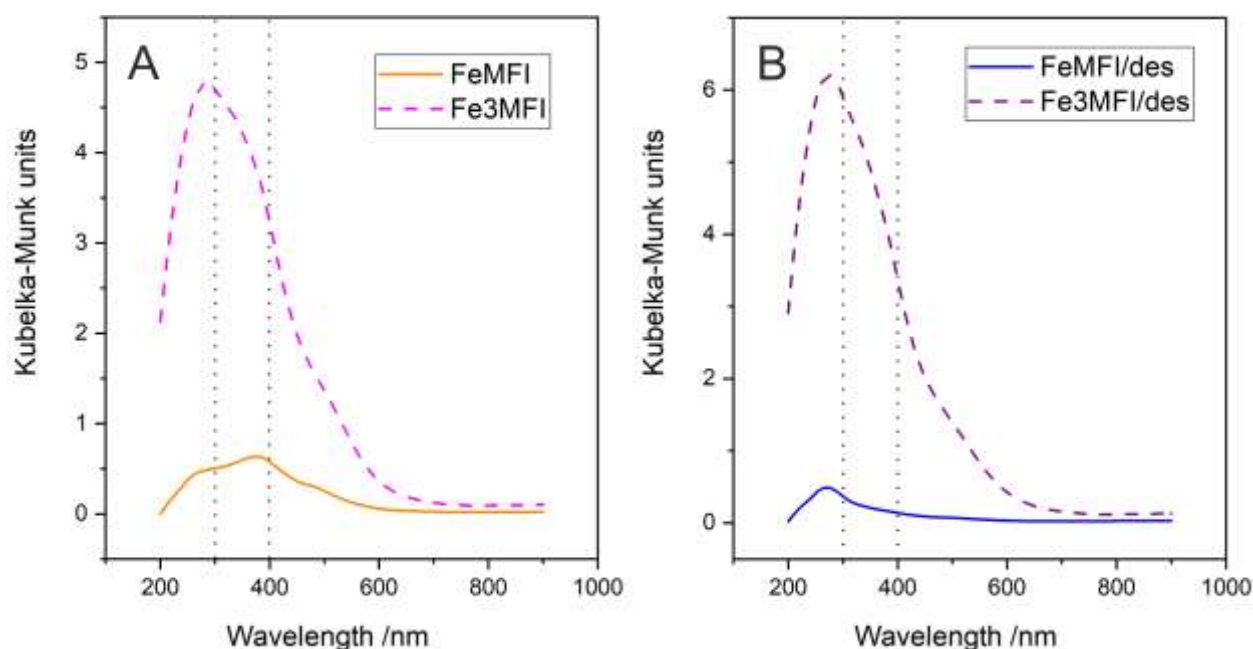 A
FeMFI
Fe3MFI
Kubelka-Munk units
5
4
3
2
1
0
200
400
600
800
1000
Wavelength /nm
B
FeMFI/des
Fe3MFI/des
Kubelka-Munk units
6
4
2
0
200
400
600
800
1000
Wavelength /nm